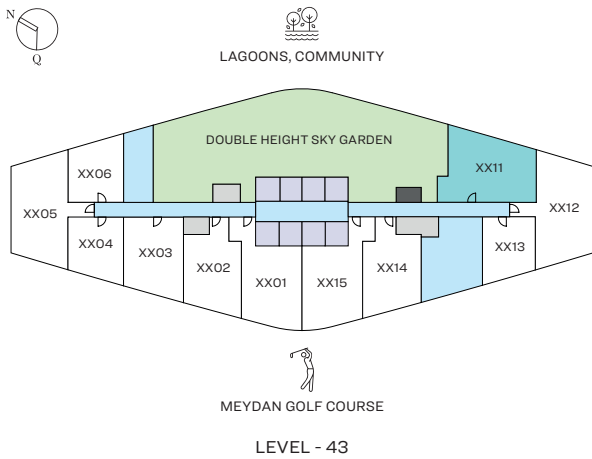 N
Q
LAGOONS, COMMUNITY
DOUBLE HEIGHT SKY GARDEN
XX06
XX11
XX05
XX12
XX04
XX03
XX13
XX02
XX14
XX01
XX15
MEYDAN GOLF COURSE
LEVEL - 43